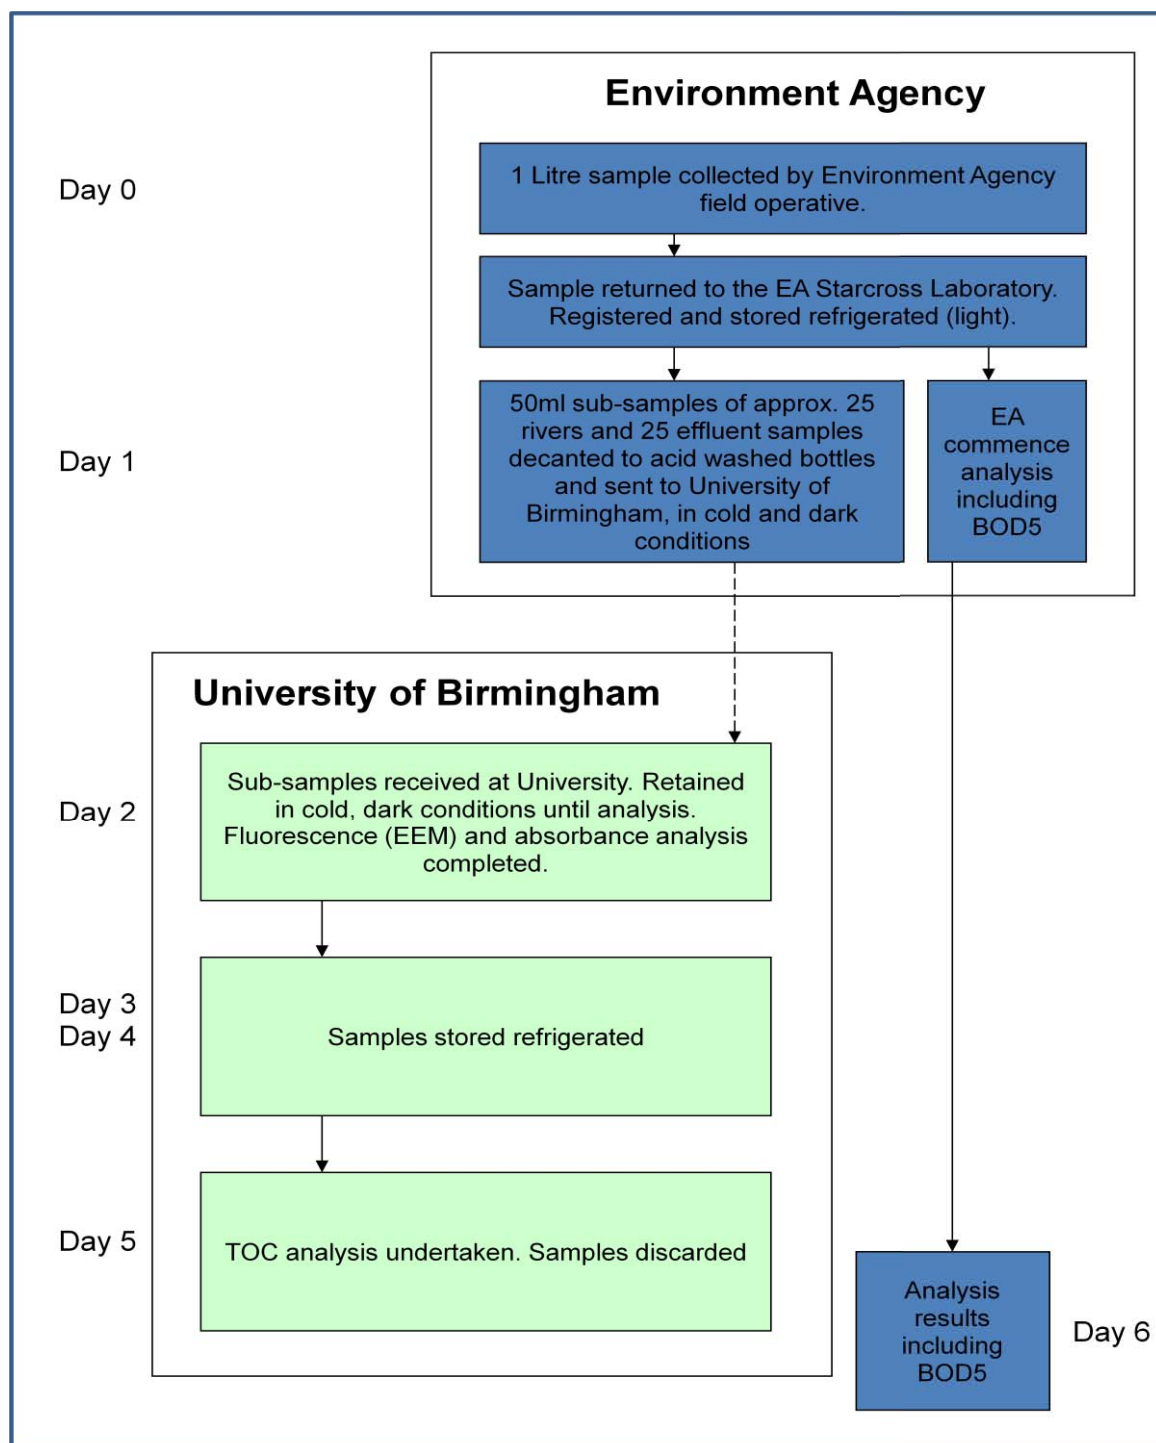 Environment Agency
Day 0
1 Litre sample collected by Environment Agency
field operative.
Sample returned to the EA Starcross Laboratory.
Registered and stored refrigerated (light).
Day 1
50ml sub-samples of approx. 25
rivers and 25 effluent samples
decanted to acid washed bottles
and sent to University of
Birmingham, in cold and dark
conditions
EA
commence
analysis
including
BOD5
University of Birmingham
Day 2
Sub-samples received at University. Retained
in cold, dark conditions until analysis.
Fluorescence (EEM) and absorbance analysis
completed.
Day 3
Day 4
Samples stored refrigerated
Day 5
TOC analysis undertaken. Samples discarded
Analysis
results
including
BOD5
Day 6